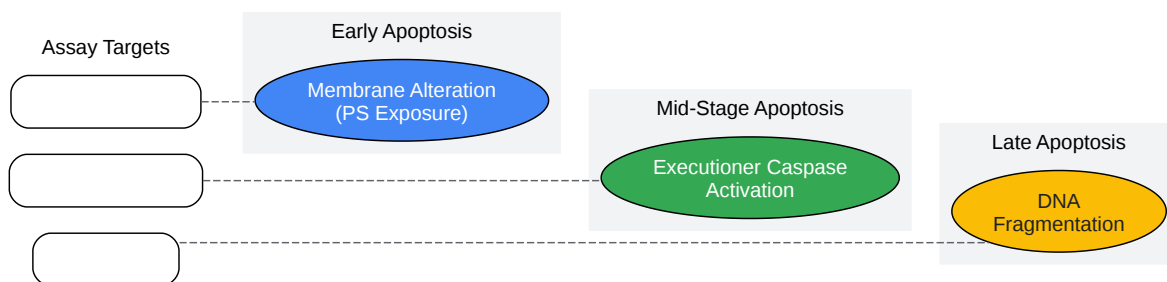 Assay Targets
Early Apoptosis
Membrane Alteration
(PS Exposure)
Mid-Stage Apoptosis
Executioner Caspase
Activation
Late Apoptosis
DNA
Fragmentation